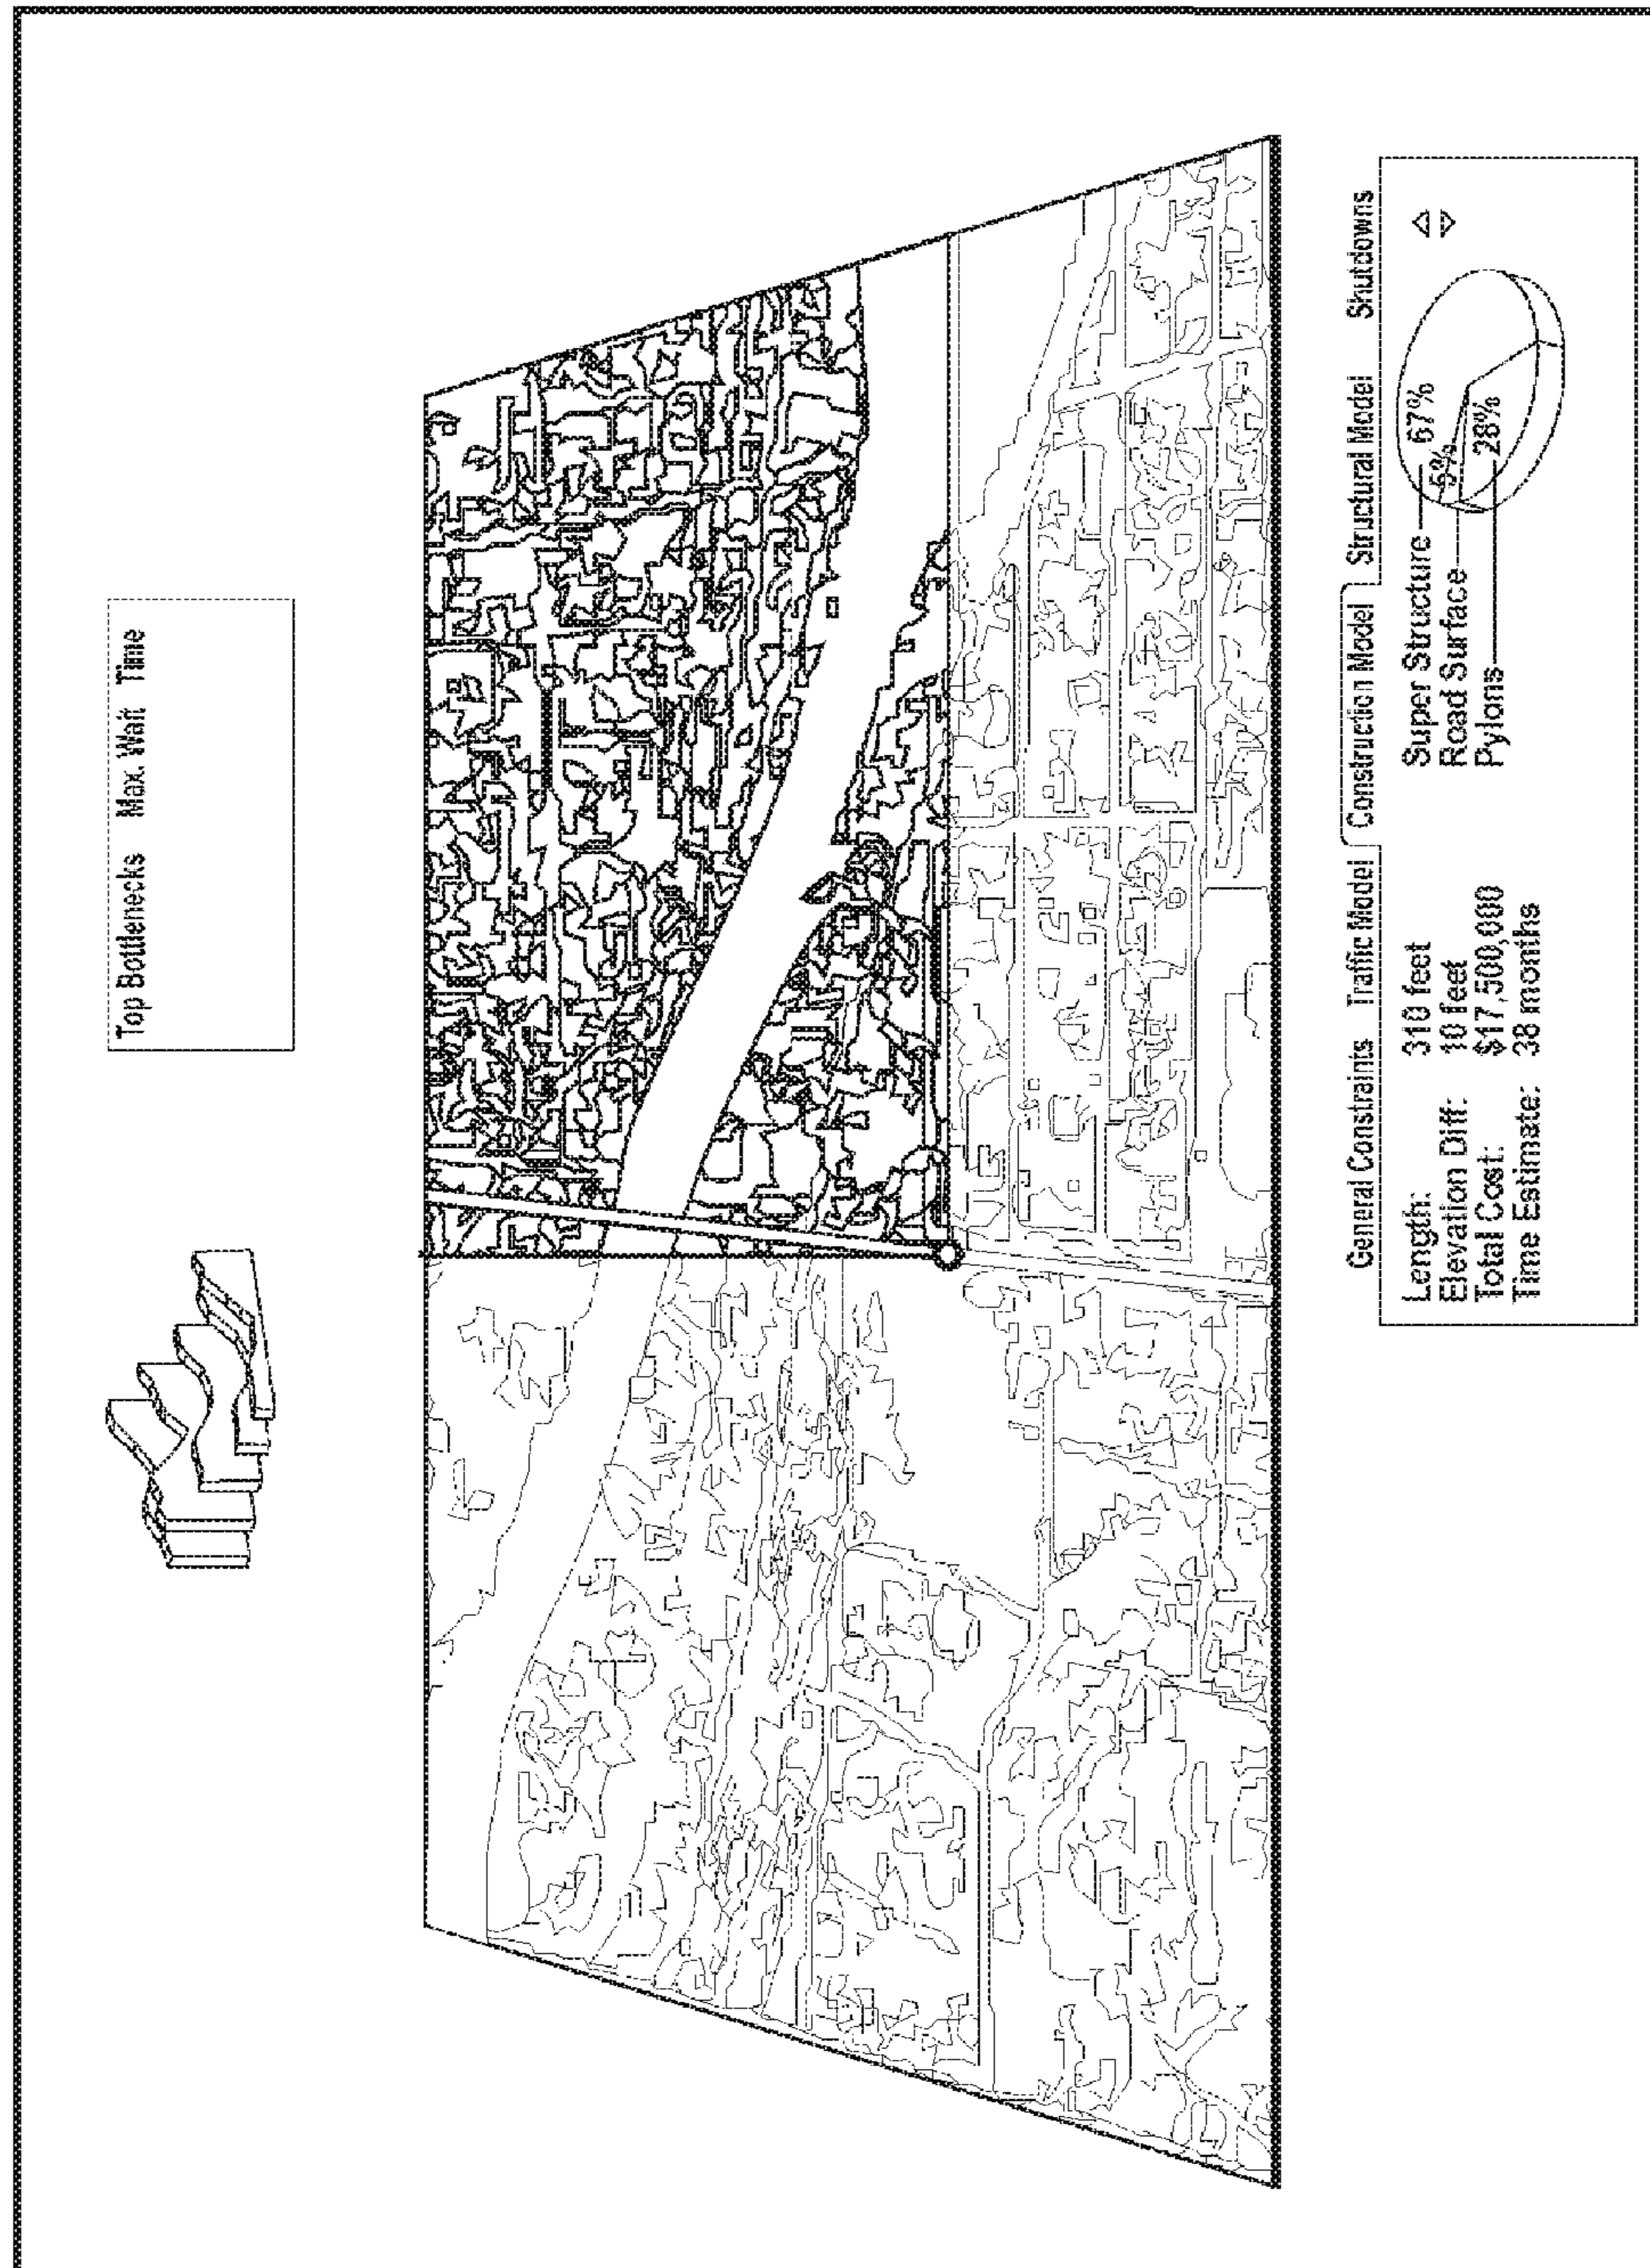 Top Bottlenecks Max. Wait Time
General Constraints Traffic Model Construction Model Structural Model Shutdowns
Length: 310 feet
Elevation Diff: 10 feet
Total Cost: $17,500,000
Time Estimate: 38 months
Super Structure 67%
Road Surface 5%
Pylons 28%